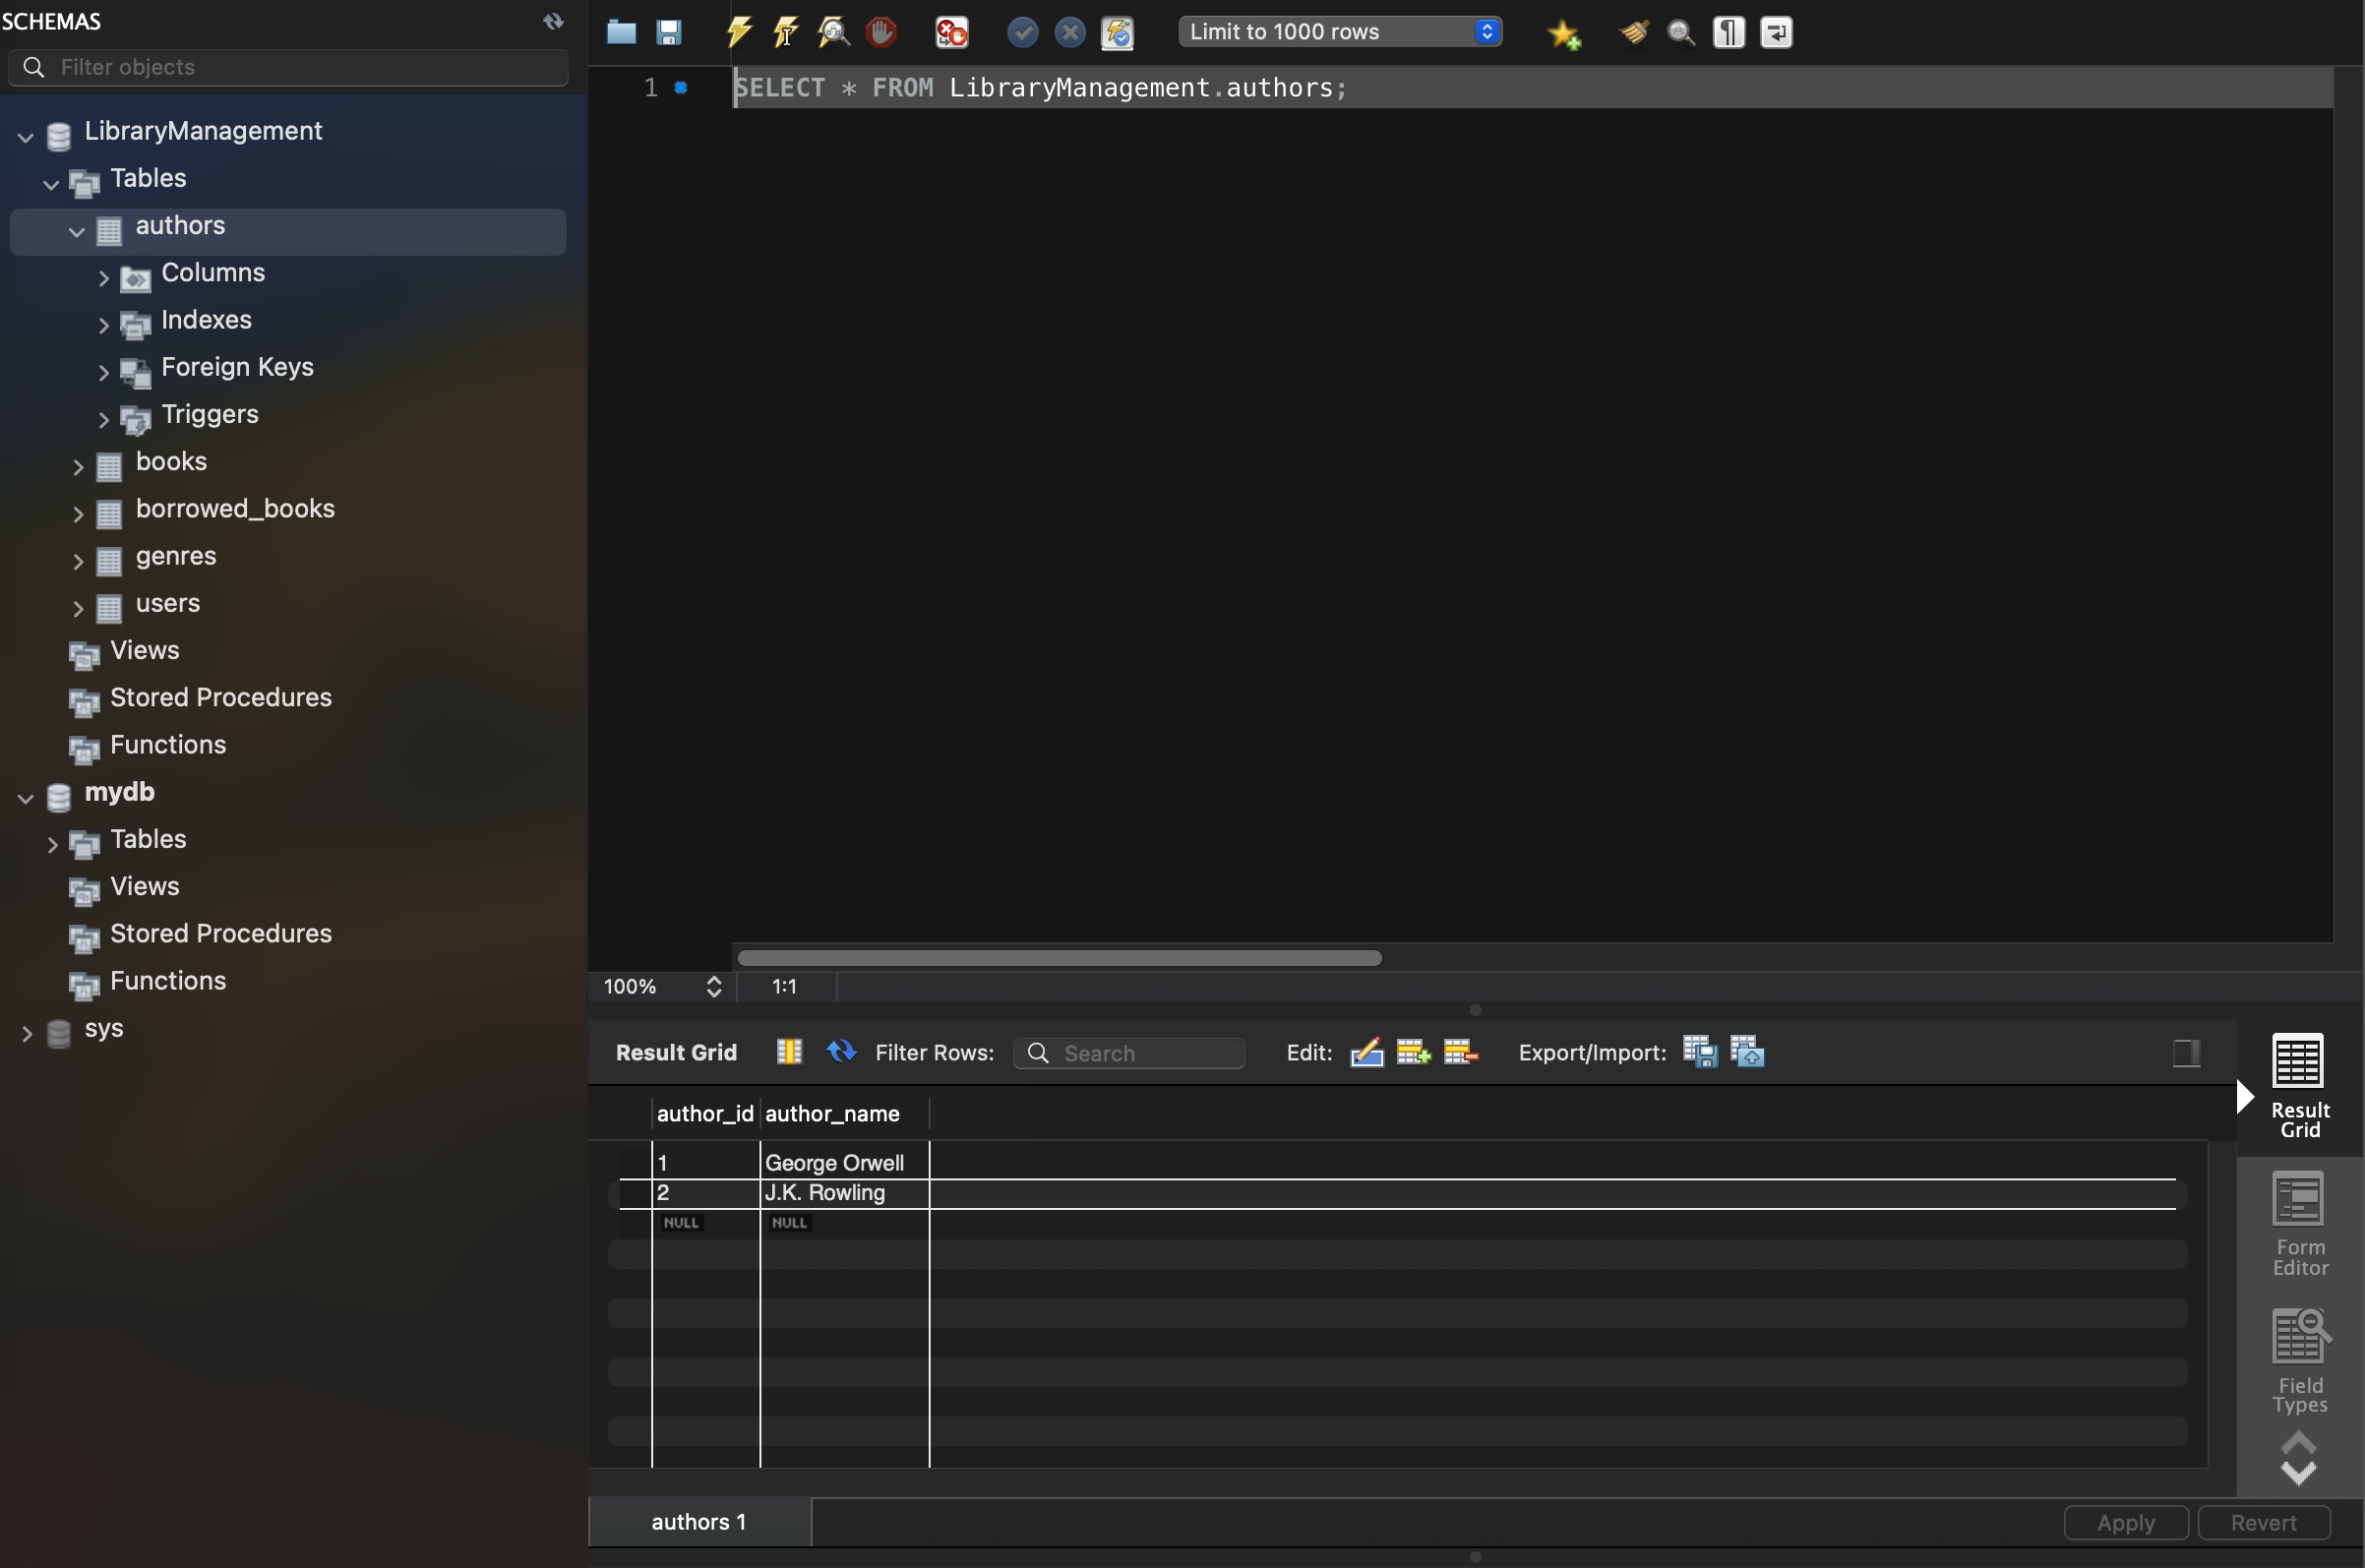 SCHEMAS
Filter objects
LibraryManagement
Tables
authors
Columns
Indexes
Foreign Keys
Triggers
books
borrowed_books
genres
users
Views
Stored Procedures
Functions
mydb
Tables
Views
Stored Procedures
Functions
sys
Limit to 1000 rows
1 SELECT * FROM LibraryManagement.authors;
100% 1:1
Result Grid Filter Rows: Search Edit: Export/Import:
author_id author_name
1 George Orwell
2 J.K. Rowling
NULL NULL
Result
Grid
Form
Editor
Field
Types
authors 1
Apply Revert